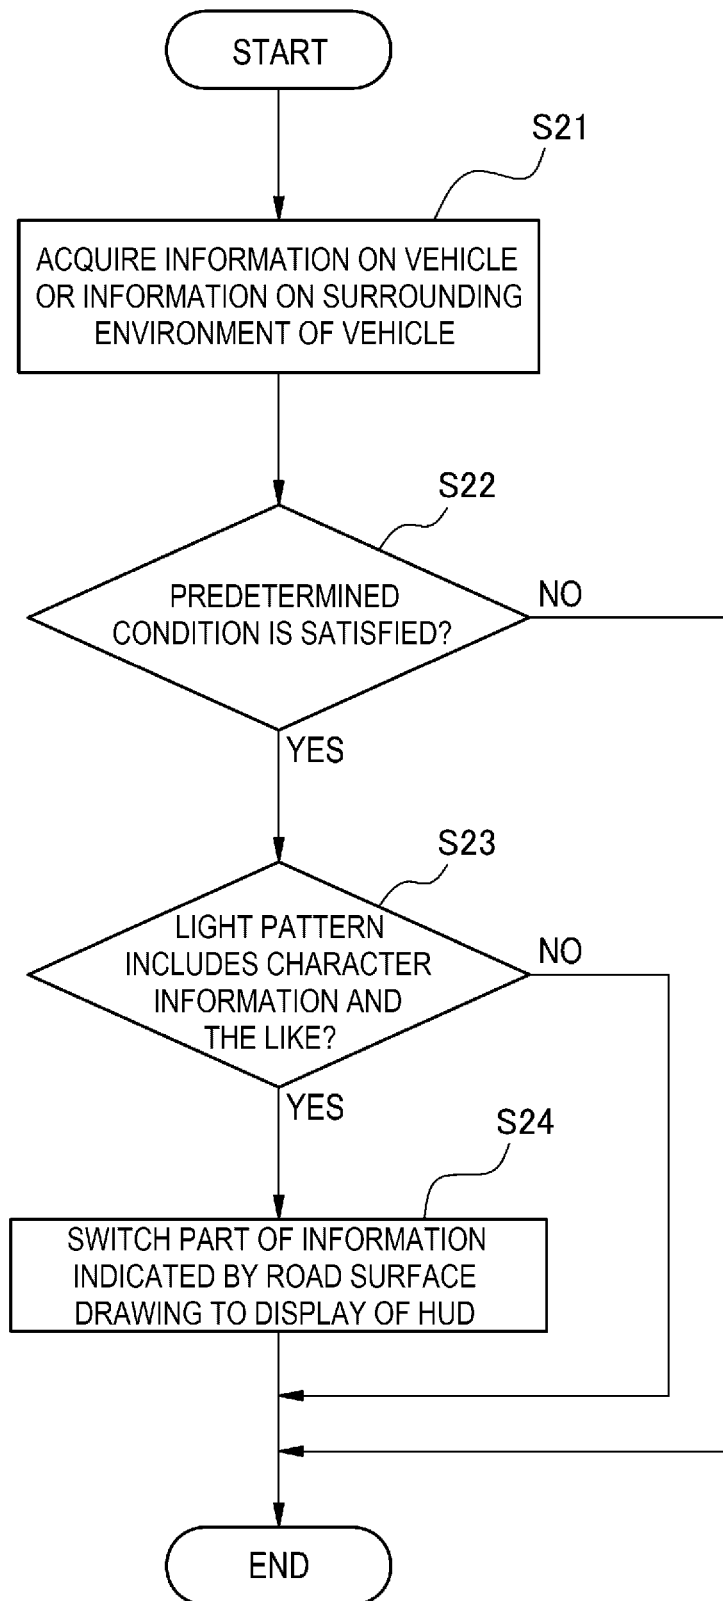 START
S21
ACQUIRE INFORMATION ON VEHICLE
OR INFORMATION ON SURROUNDING
ENVIRONMENT OF VEHICLE
S22
PREDETERMINED
CONDITION IS SATISFIED?
NO
YES
S23
LIGHT PATTERN
INCLUDES CHARACTER
INFORMATION AND
THE LIKE?
NO
YES
S24
SWITCH PART OF INFORMATION
INDICATED BY ROAD SURFACE
DRAWING TO DISPLAY OF HUD
END